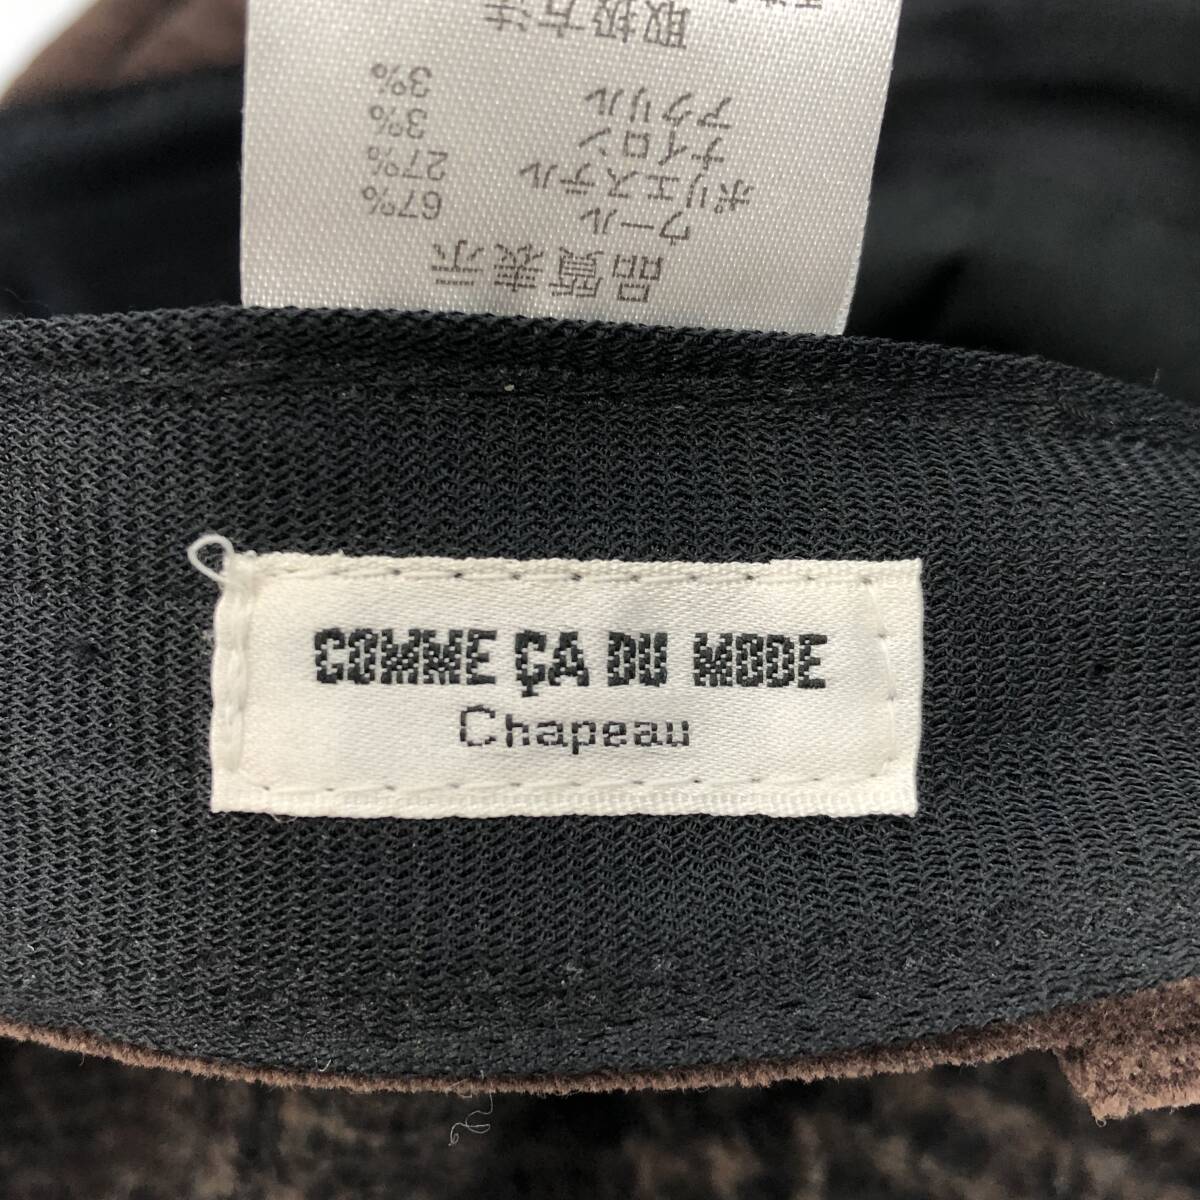 品質表示
ウール 67%
ポリエステル 27%
ナイロン 3%
アクリル 3%
取扱方法
COMME ÇA DU MODE
Chapeau